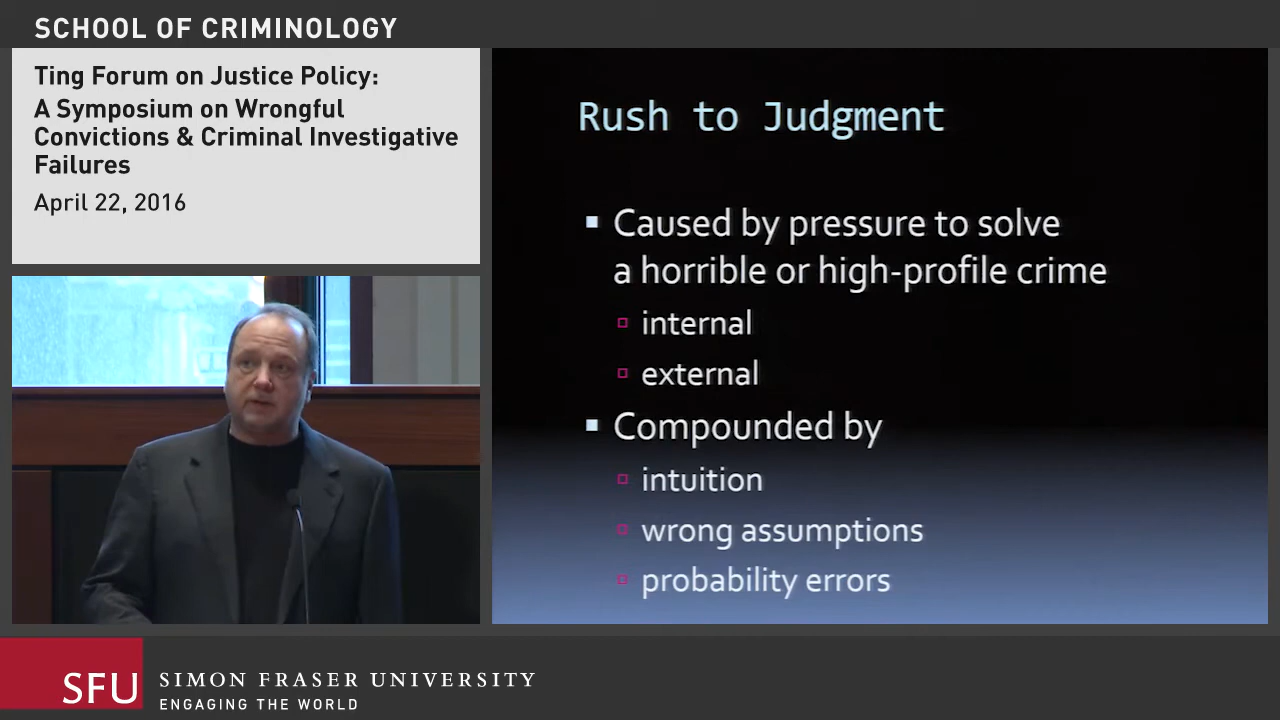 SCHOOL OF CRIMINOLOGY
Ting Forum on Justice Policy:
A Symposium on Wrongful
Convictions & Criminal Investigative
Failures
April 22, 2016
Rush to Judgment
Caused by pressure to solve
a horrible or high-profile crime
internal
external
Compounded by
intuition
wrong assumptions
probability errors
SFU
SIMON FRASER UNIVERSITY
ENGAGING THE WORLD